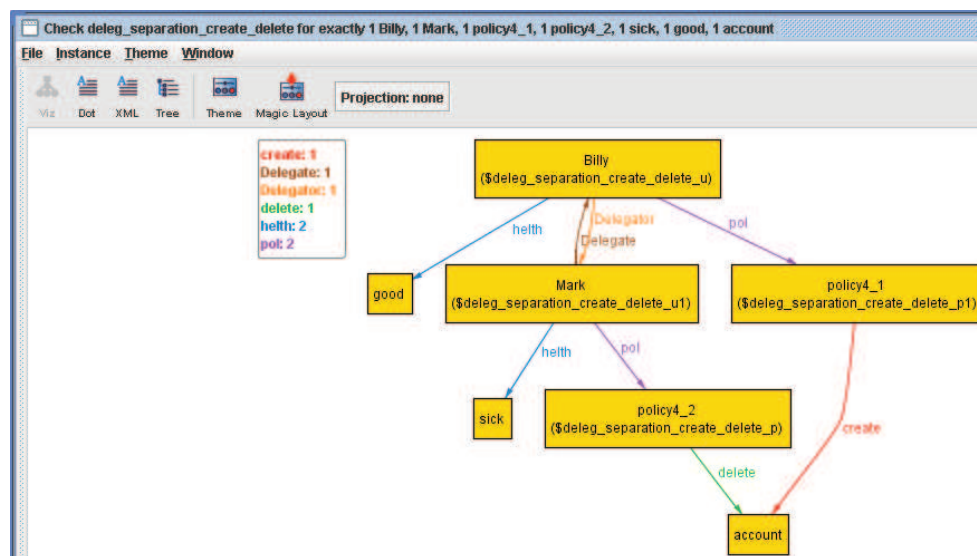 Check deleg_separation_create_delete for exactly 1 Billy, 1 Mark, 1 policy4_1, 1 policy4_2, 1 sick, 1 good, 1 account
File Instance Theme Window
Viz Dot XML Tree Theme Magic Layout Projection: none
create: 1
Delegate: 1
Delegator: 1
delete: 1
helth: 2
pol: 2
Billy
($deleg_separation_create_delete_u)
helth
Delegator
pol
Delegate
good
Mark
($deleg_separation_create_delete_u1)
policy4_1
($deleg_separation_create_delete_p1)
helth
pol
sick
policy4_2
($deleg_separation_create_delete_p)
create
delete
account